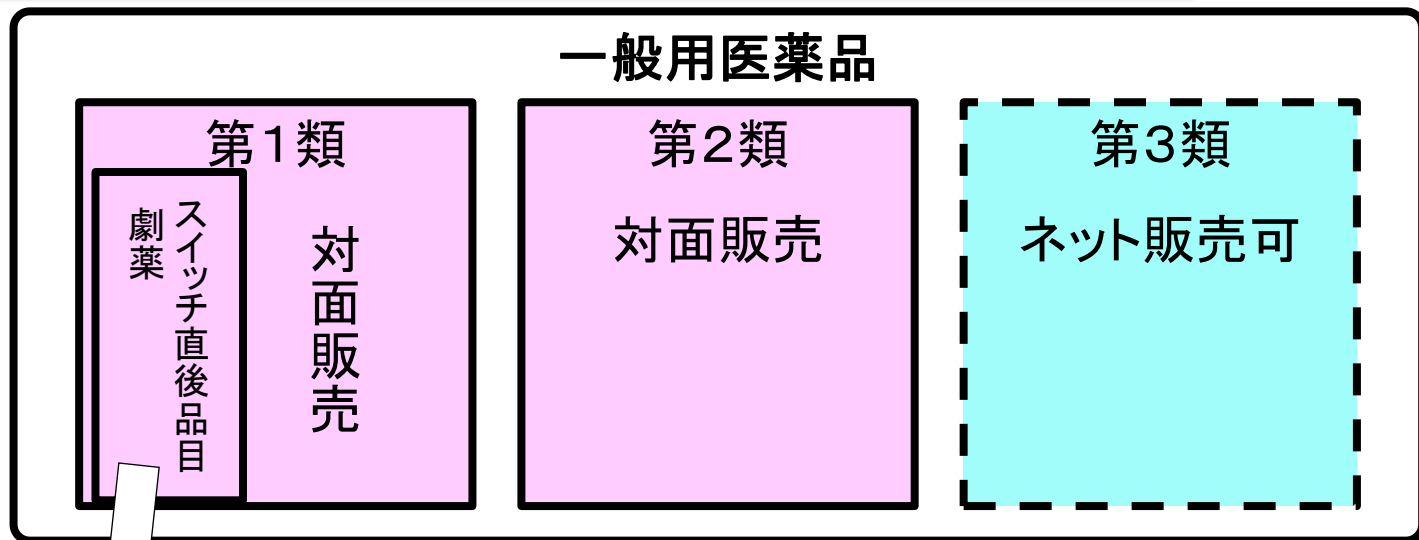 一般用医薬品
第１類
スイッチ直後品目
劇薬
対面販売
第２類
対面販売
第３類
ネット販売可